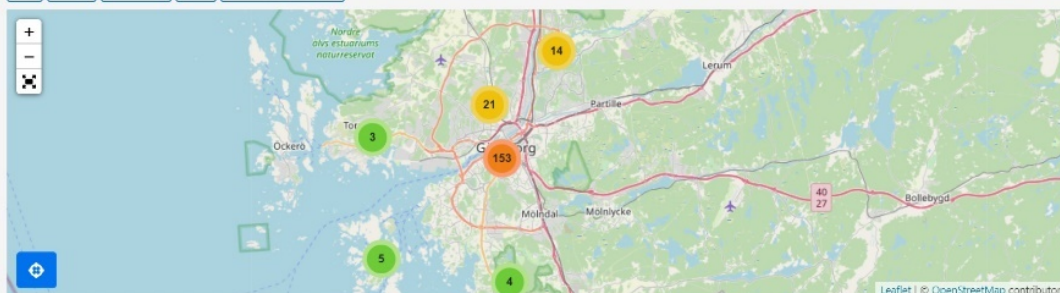 +
−
Nordre
älvs estuariums
naturreservat
14
Lerum
21
Partille
Tor
3
Öckerö
G
org
153
40
27
Bollebygd
Mölndal
Mölnlycke
5
4
Leaflet | © OpenStreetMap contributors